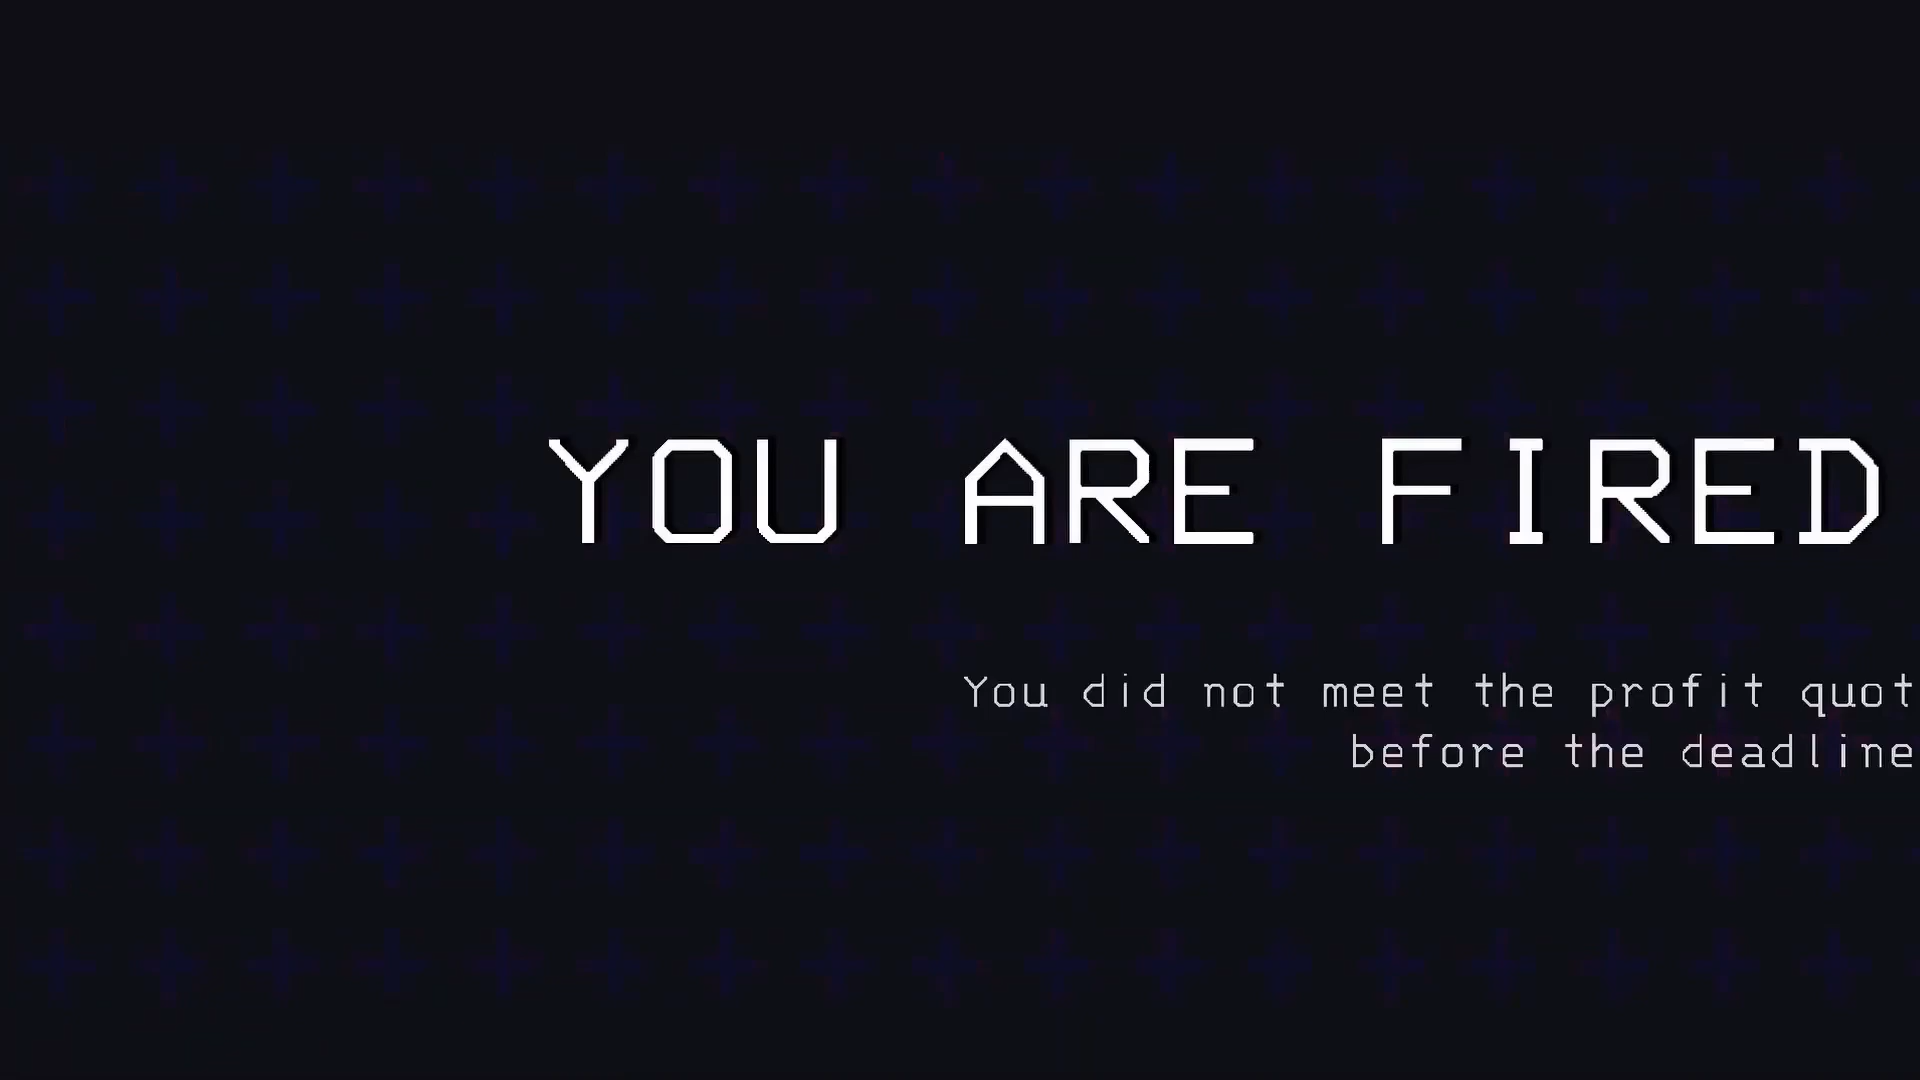 YOU ARE FIRED
You did not meet the profit quot
before the deadline